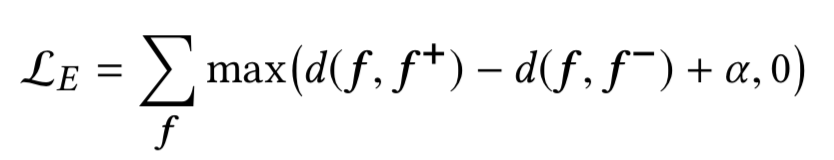 ℒ_E = ∑_f max(d(f, f⁺) − d(f, f⁻) + α, 0)